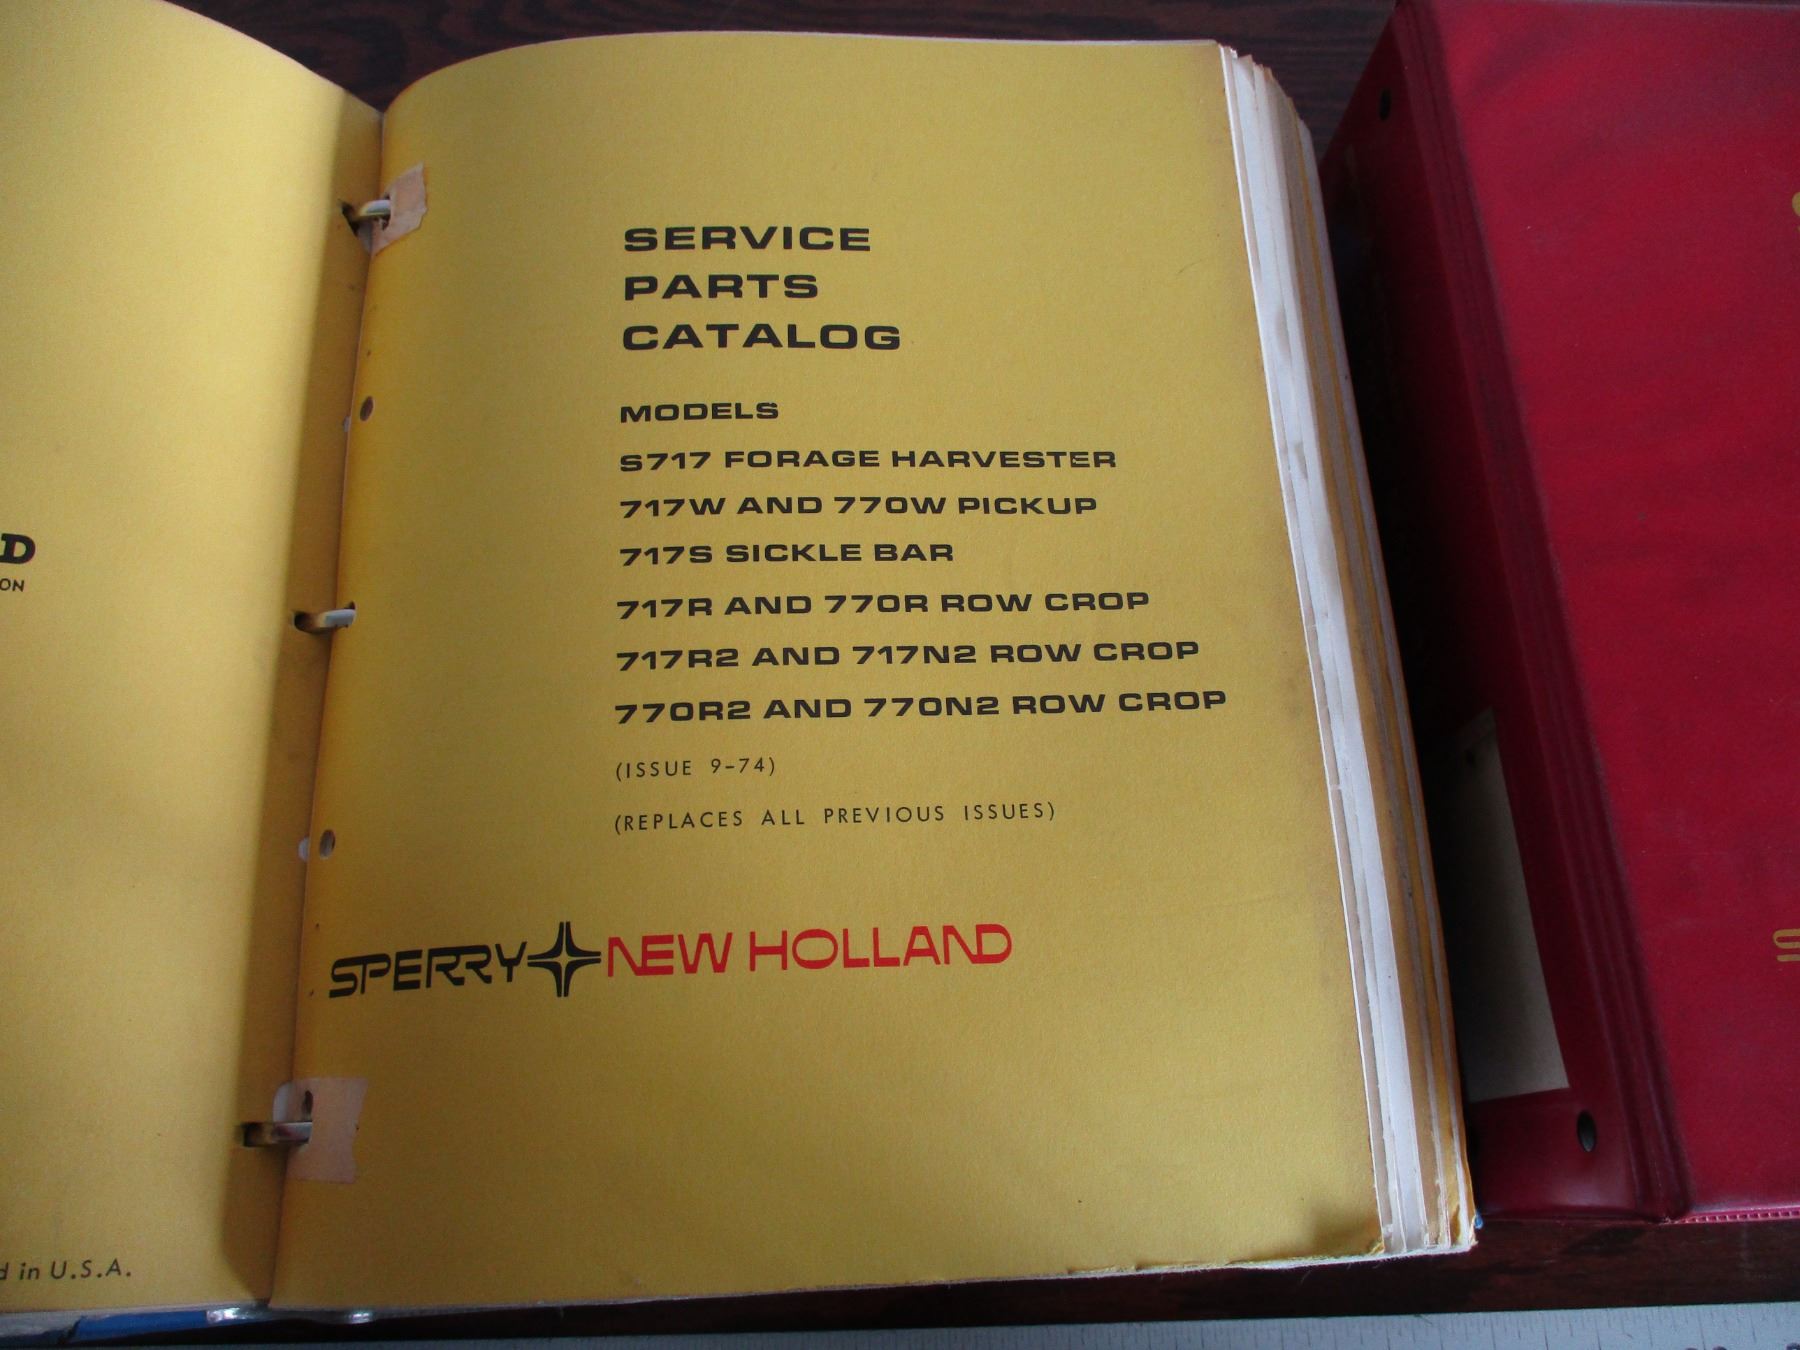 SERVICE
PARTS
CATALOG
MODELS
S717 FORAGE HARVESTER
717W AND 770W PICKUP
717S SICKLE BAR
717R AND 770R ROW CROP
717R2 AND 717N2 ROW CROP
770R2 AND 770N2 ROW CROP
(ISSUE 9-74)
(REPLACES ALL PREVIOUS ISSUES)
SPERRY NEW HOLLAND
in U.S.A.